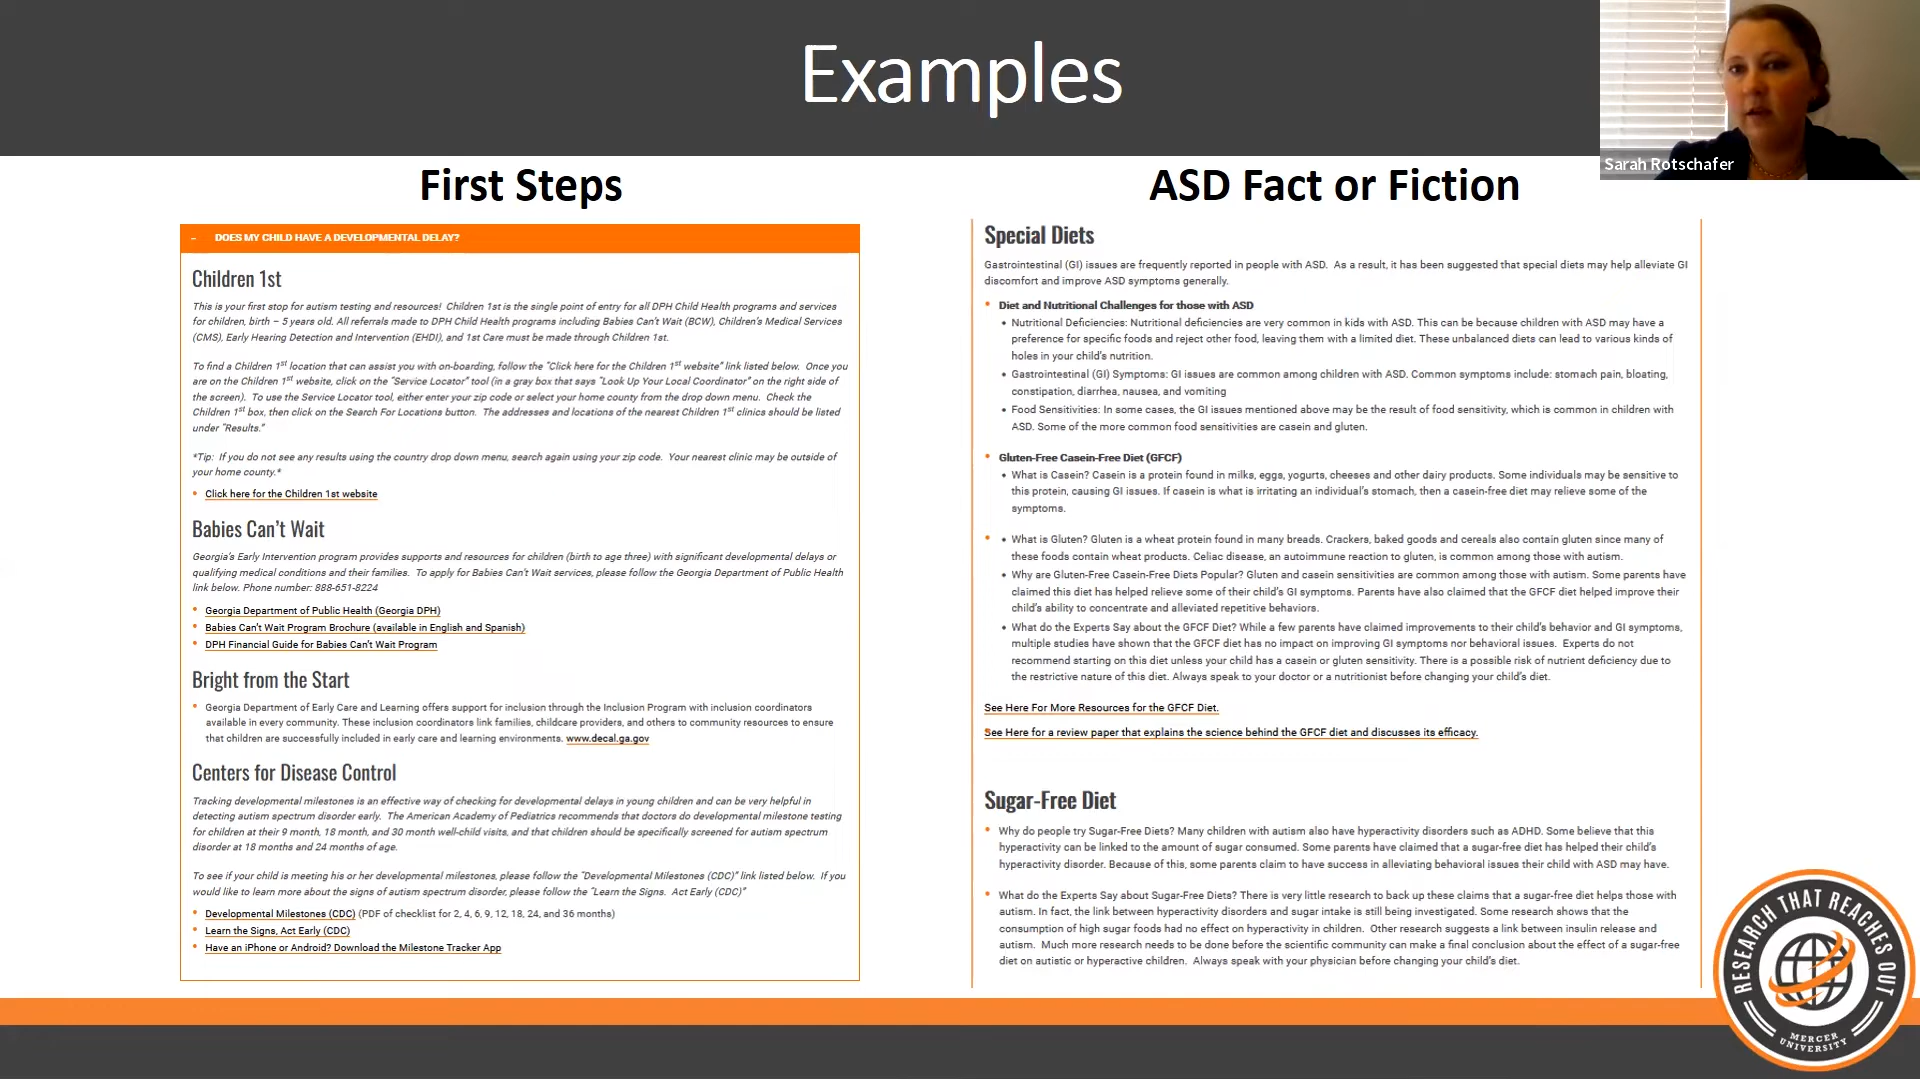 Examples
Sarah Rotschafer
First Steps
– DOES MY CHILD HAVE A DEVELOPMENTAL DELAY?
Children 1st
This is your first stop for autism testing and resources! Children 1st is the single point of entry for all DPH Child Health programs and services
for children, birth – 5 years old. All referrals made to DPH Child Health programs including Babies Can't Wait (BCW), Children's Medical Services
(CMS), Early Hearing Detection and Intervention (EHDI), and 1st Care must be made through Children 1st.
To find a Children 1st location that can assist you with on-boarding, follow the "Click here for the Children 1st website" link listed below. Once you
are on the Children 1st website, click on the "Service Locator" tool (in a gray box that says "Look Up Your Local Coordinator" on the right side of
the screen). To use the Service Locator tool, either enter your zip code or select your home county from the drop down menu. Check the
Children 1st box, then click on the Search For Locations button. The addresses and locations of the nearest Children 1st clinics should be listed
under "Results."
*Tip: If you do not see any results using the country drop down menu, search again using your zip code. Your nearest clinic may be outside of
your home county.*
Click here for the Children 1st website
Babies Can't Wait
Georgia's Early Intervention program provides supports and resources for children (birth to age three) with significant developmental delays or
qualifying medical conditions and their families. To apply for Babies Can't Wait services, please follow the Georgia Department of Public Health
link below. Phone number: 888-651-8224
Georgia Department of Public Health (Georgia DPH)
Babies Can't Wait Program Brochure (available in English and Spanish)
DPH Financial Guide for Babies Can't Wait Program
Bright from the Start
Georgia Department of Early Care and Learning offers support for inclusion through the Inclusion Program with inclusion coordinators
available in every community. These inclusion coordinators link families, childcare providers, and others to community resources to ensure
that children are successfully included in early care and learning environments. www.decal.ga.gov
Centers for Disease Control
Tracking developmental milestones is an effective way of checking for developmental delays in young children and can be very helpful in
detecting autism spectrum disorder early. The American Academy of Pediatrics recommends that doctors do developmental milestone testing
for children at their 9 month, 18 month, and 30 month well-child visits, and that children should be specifically screened for autism spectrum
disorder at 18 months and 24 months of age.
To see if your child is meeting his or her developmental milestones, please follow the "Developmental Milestones (CDC)" link listed below. If you
would like to learn more about the signs of autism spectrum disorder, please follow the "Learn the Signs. Act Early (CDC)"
Developmental Milestones (CDC) (PDF of checklist for 2, 4, 6, 9, 12, 18, 24, and 36 months)
Learn the Signs, Act Early (CDC)
Have an iPhone or Android? Download the Milestone Tracker App
ASD Fact or Fiction
Special Diets
Gastrointestinal (GI) issues are frequently reported in people with ASD. As a result, it has been suggested that special diets may help alleviate GI
discomfort and improve ASD symptoms generally.
Diet and Nutritional Challenges for those with ASD
Nutritional Deficiencies: Nutritional deficiencies are very common in kids with ASD. This can be because children with ASD may have a
preference for specific foods and reject other food, leaving them with a limited diet. These unbalanced diets can lead to various kinds of
holes in your child's nutrition.
Gastrointestinal (GI) Symptoms: GI issues are common among children with ASD. Common symptoms include: stomach pain, bloating,
constipation, diarrhea, nausea, and vomiting
Food Sensitivities: In some cases, the GI issues mentioned above may be the result of food sensitivity, which is common in children with
ASD. Some of the more common food sensitivities are casein and gluten.
Gluten-Free Casein-Free Diet (GFCF)
What is Casein? Casein is a protein found in milks, eggs, yogurts, cheeses and other dairy products. Some individuals may be sensitive to
this protein, causing GI issues. If casein is what is irritating an individual's stomach, then a casein-free diet may relieve some of the
symptoms.
What is Gluten? Gluten is a wheat protein found in many breads. Crackers, baked goods and cereals also contain gluten since many of
these foods contain wheat products. Celiac disease, an autoimmune reaction to gluten, is common among those with autism.
Why are Gluten-Free Casein-Free Diets Popular? Gluten and casein sensitivities are common among those with autism. Some parents have
claimed this diet has helped relieve some of their child's GI symptoms. Parents have also claimed that the GFCF diet helped improve their
child's ability to concentrate and alleviated repetitive behaviors.
What do the Experts Say about the GFCF Diet? While a few parents have claimed improvements to their child's behavior and GI symptoms,
multiple studies have shown that the GFCF diet has no impact on improving GI symptoms nor behavioral issues. Experts do not
recommend starting on this diet unless your child has a casein or gluten sensitivity. There is a possible risk of nutrient deficiency due to
the restrictive nature of this diet. Always speak to your doctor or a nutritionist before changing your child's diet.
See Here For More Resources for the GFCF Diet.
See Here for a review paper that explains the science behind the GFCF diet and discusses its efficacy.
Sugar-Free Diet
Why do people try Sugar-Free Diets? Many children with autism also have hyperactivity disorders such as ADHD. Some believe that this
hyperactivity can be linked to the amount of sugar consumed. Some parents have claimed that a sugar-free diet has helped their child's
hyperactivity disorder. Because of this, some parents claim to have success in alleviating behavioral issues their child with ASD may have.
What do the Experts Say about Sugar-Free Diets? There is very little research to back up these claims that a sugar-free diet helps those with
autism. In fact, the link between hyperactivity disorders and sugar intake is still being investigated. Some research shows that the
consumption of high sugar foods had no effect on hyperactivity in children. Other research suggests a link between insulin release and
autism. Much more research needs to be done before the scientific community can make a final conclusion about the effect of a sugar-free
diet on autistic or hyperactive children. Always speak with your physician before changing your child's diet.
RESEARCH THAT REACHES OUT
MERCER
UNIVERSITY